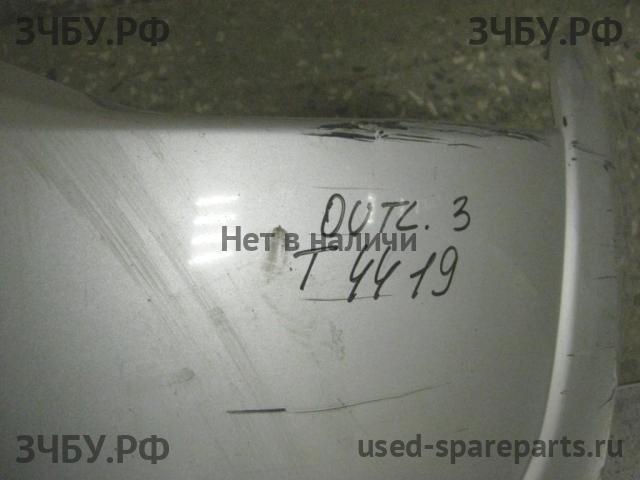 ЗЧБУ.РФ
ЗЧБУ.РФ
OUTL. 3
Нет в наличи
T 4419
ЗЧБУ.РФ
used-spareparts.ru